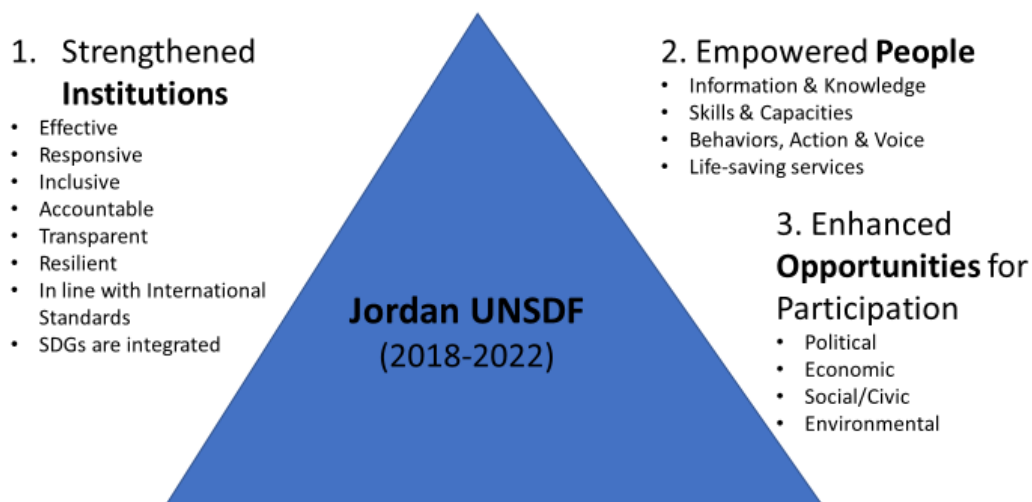 1. Strengthened
Institutions
• Effective
• Responsive
• Inclusive
• Accountable
• Transparent
• Resilient
• In line with International
Standards
• SDGs are integrated
2. Empowered People
• Information & Knowledge
• Skills & Capacities
• Behaviors, Action & Voice
• Life-saving services
3. Enhanced
Opportunities for
Participation
• Political
• Economic
• Social/Civic
• Environmental
Jordan UNSDF
(2018-2022)